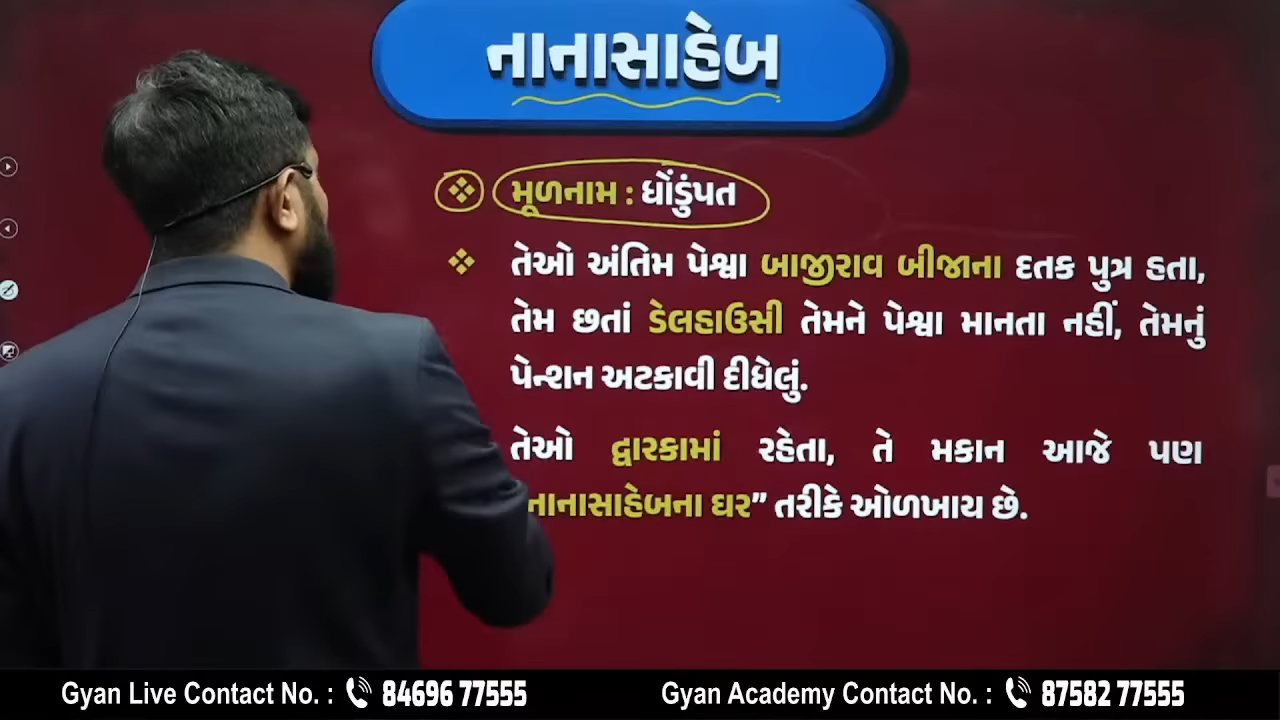 નાનાસાહેબ
મૂળનામ : ધોંડુંપત
તેઓ અંતિમ પેશ્વા બાજીરાવ બીજાના દતક પુત્ર હતા,
તેમ છતાં ડેલહાઉસી તેમને પેશ્વા માનતા નહીં, તેમનું
પેન્શન અટકાવી દીધેલું.
તેઓ દ્વારકામાં રહેતા, તે મકાન આજે પણ
નાનાસાહેબના ઘર" તરીકે ઓળખાય છે.
Gyan Live Contact No. : 84696 77555
Gyan Academy Contact No. : 87582 77555